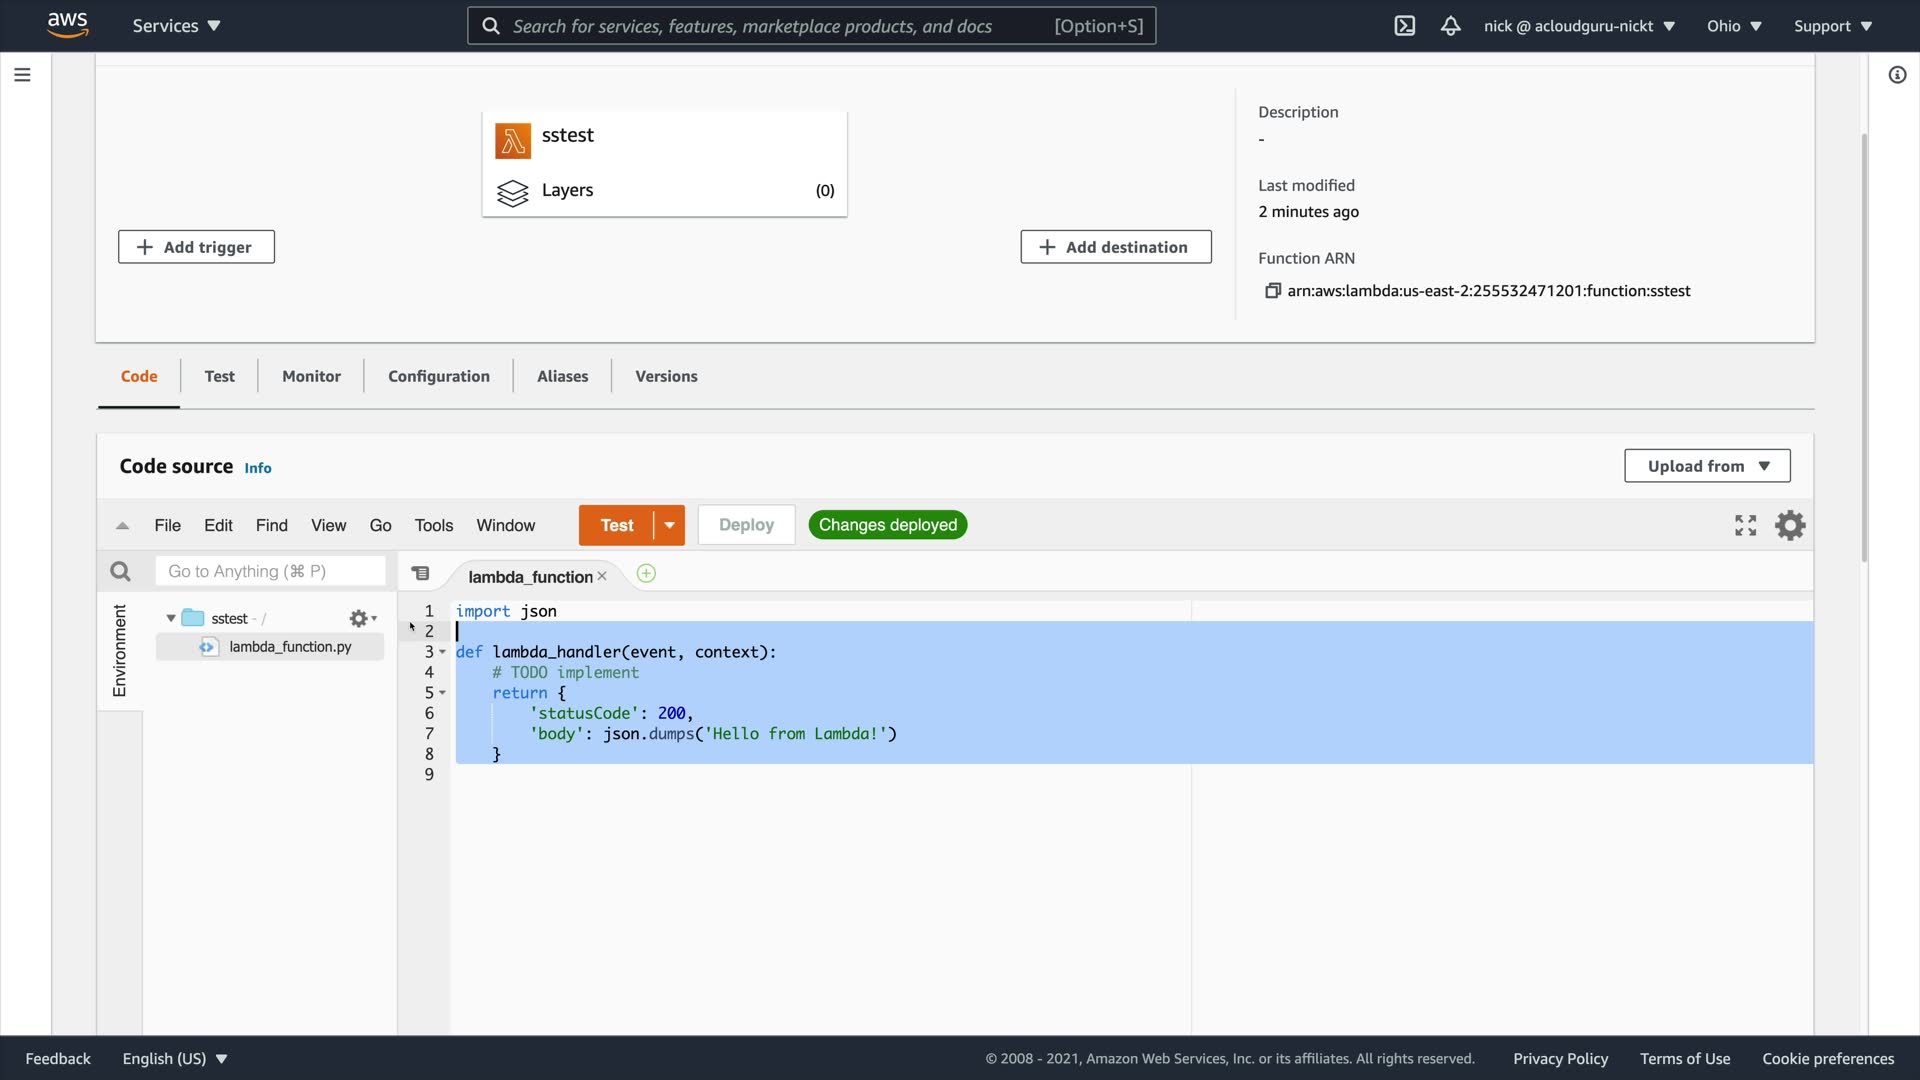 aws Services Search for services, features, marketplace products, and docs [Option+S] nick @ acloudguru-nickt Ohio Support
sstest
Layers (0)
Add trigger
Add destination
Description
-
Last modified
2 minutes ago
Function ARN
arn:aws:lambda:us-east-2:255532471201:function:sstest
Code Test Monitor Configuration Aliases Versions
Code source Info
Upload from
File Edit Find View Go Tools Window Test Deploy Changes deployed
Go to Anything (⌘ P)
Environment
sstest - /
lambda_function.py
lambda_function ×
1 import json
2
3 def lambda_handler(event, context):
4     # TODO implement
5     return {
6         'statusCode': 200,
7         'body': json.dumps('Hello from Lambda!')
8     }
9
Feedback English (US) © 2008 - 2021, Amazon Web Services, Inc. or its affiliates. All rights reserved. Privacy Policy Terms of Use Cookie preferences